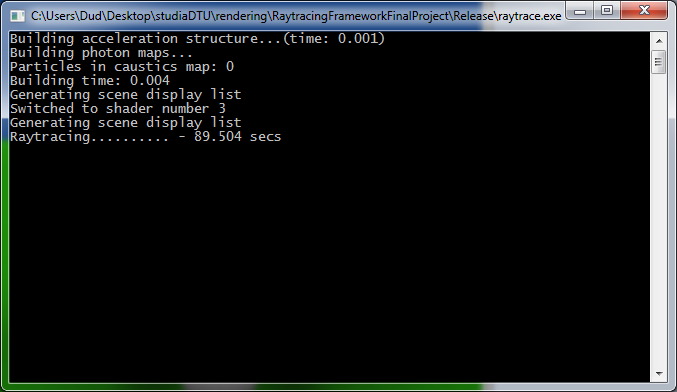 C:\Users\Dud\Desktop\studiaDTU\rendering\RaytracingFrameworkFinalProject\Release\raytrace.exe
Building acceleration structure...(time: 0.001)
Building photon maps...
Particles in caustics map: 0
Building time: 0.004
Generating scene display list
Switched to shader number 3
Generating scene display list
Raytracing.......... - 89.504 secs